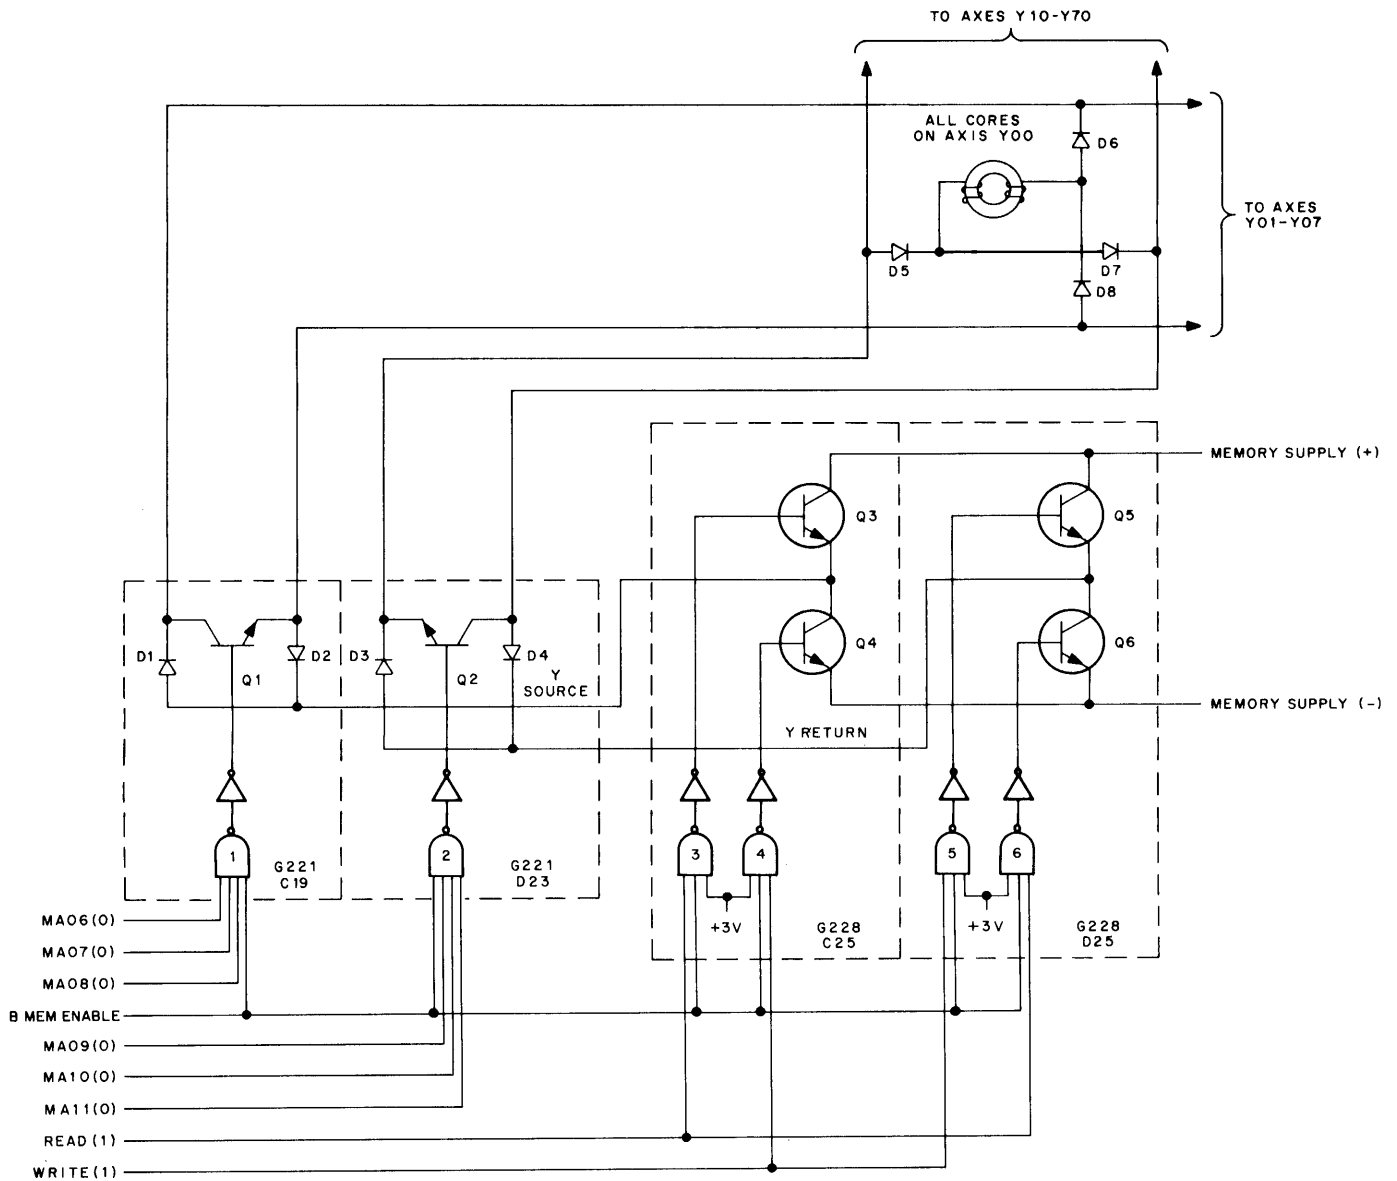 TO AXES Y10-Y70
ALL CORES
ON AXIS Y00
D6
TO AXES
Y01-Y07
D5
D7
D8
MEMORY SUPPLY (+)
Q3
Q5
D1
Q1
D2
D3
Q2
D4
Y
SOURCE
Q4
Q6
MEMORY SUPPLY (-)
Y RETURN
1
G221
C19
2
G221
D23
3
4
+3V
G228
C25
5
6
+3V
G228
D25
MA06(0)
MA07(0)
MA08(0)
B MEM ENABLE
MA09(0)
MA10(0)
MA11(0)
READ (1)
WRITE(1)